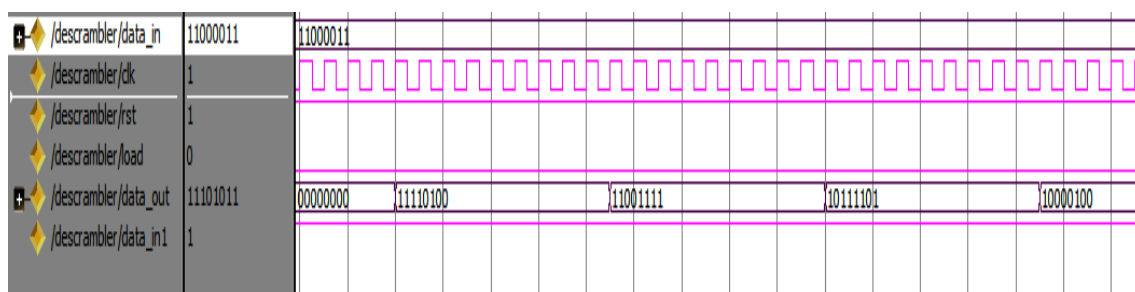 /descrambler/data_in 11000011 11000011
/descrambler/clk 1
/descrambler/rst 1
/descrambler/load 0
/descrambler/data_out 11101011 00000000 11110100 11001111 10111101 10000100
/descrambler/data_in1 1